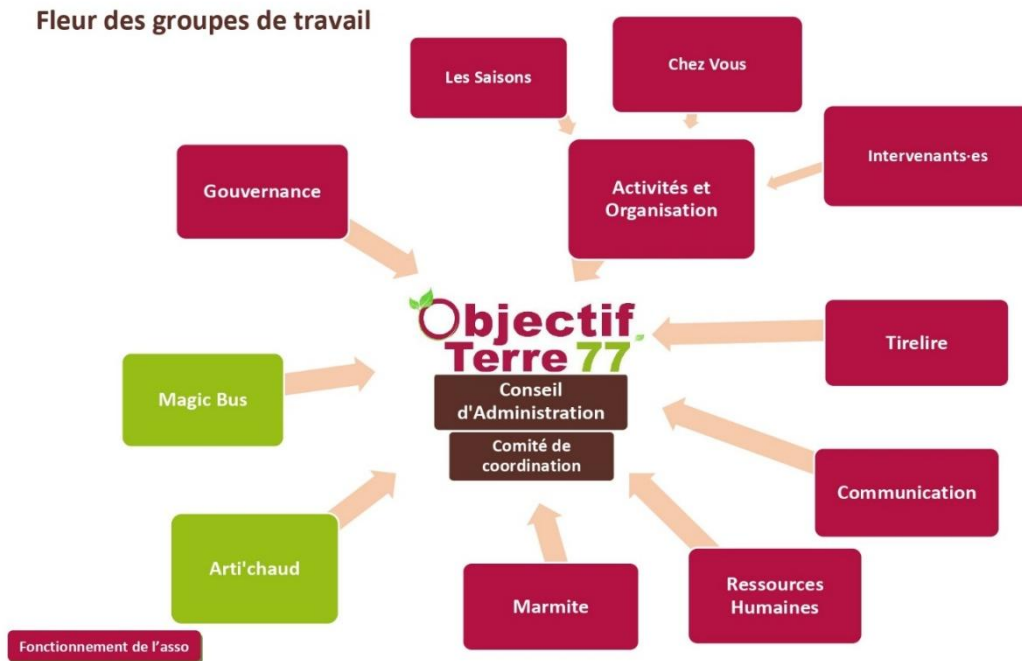 Fleur des groupes de travail
Les Saisons
Chez Vous
Intervenants·es
Gouvernance
Activités et
Organisation
Objectif
Terre 77
Conseil
d'Administration
Comité de
coordination
Tirelire
Magic Bus
Communication
Arti'chaud
Marmite
Ressources
Humaines
Fonctionnement de l’asso